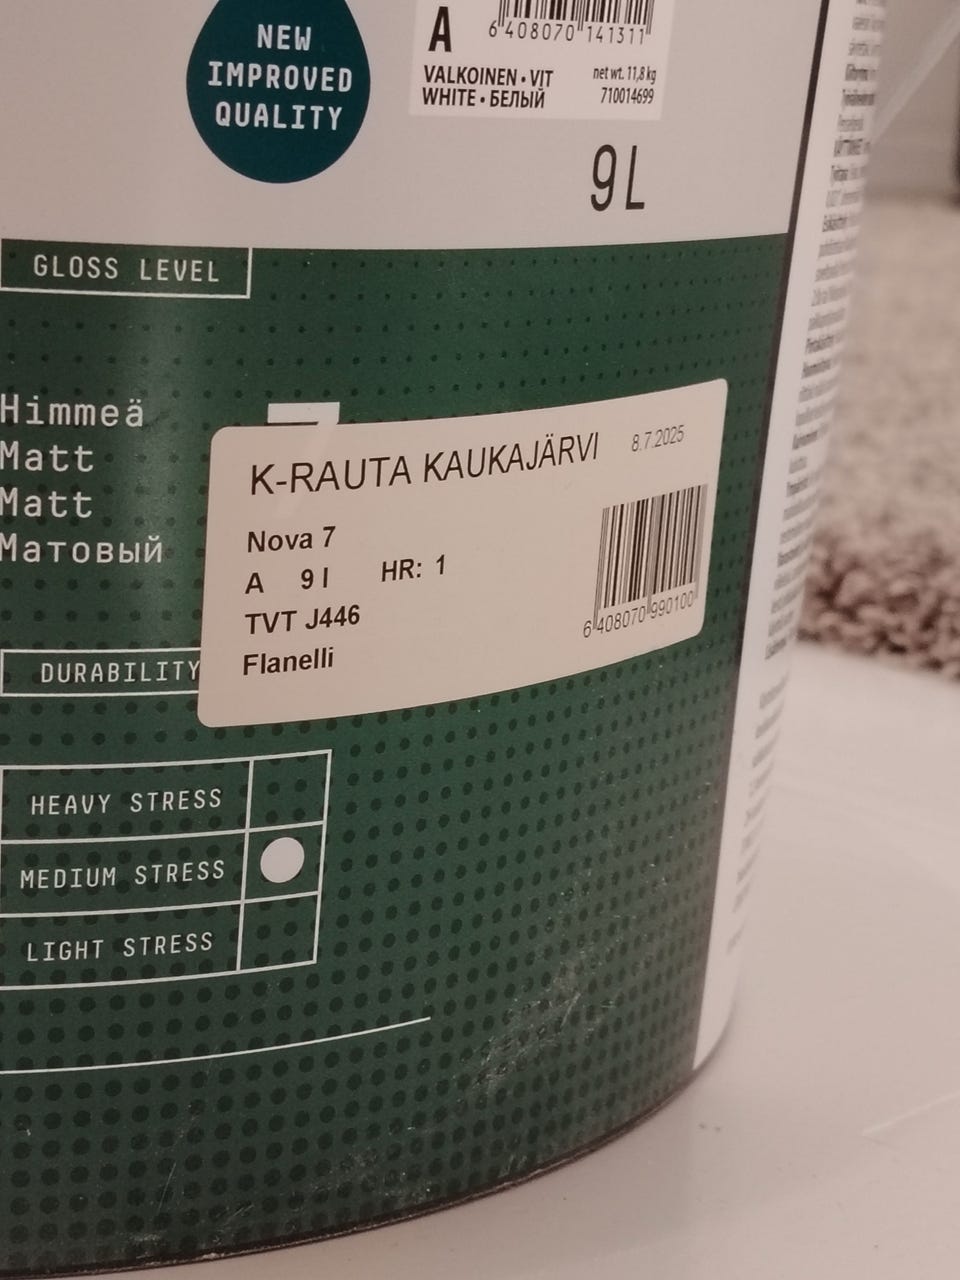 NEW
IMPROVED
QUALITY
A
6 408070 141311
VALKOINEN • VIT
WHITE • БЕЛЫЙ
net wt. 11,8 kg
710014699
9 L
GLOSS LEVEL
Himmeä
Matt
Matt
Матовый
7
K-RAUTA KAUKAJÄRVI 8.7.2025
Nova 7
A 9 l HR: 1
TVT J446
Flanelli
6 408070 990100
DURABILITY
HEAVY STRESS
MEDIUM STRESS
LIGHT STRESS